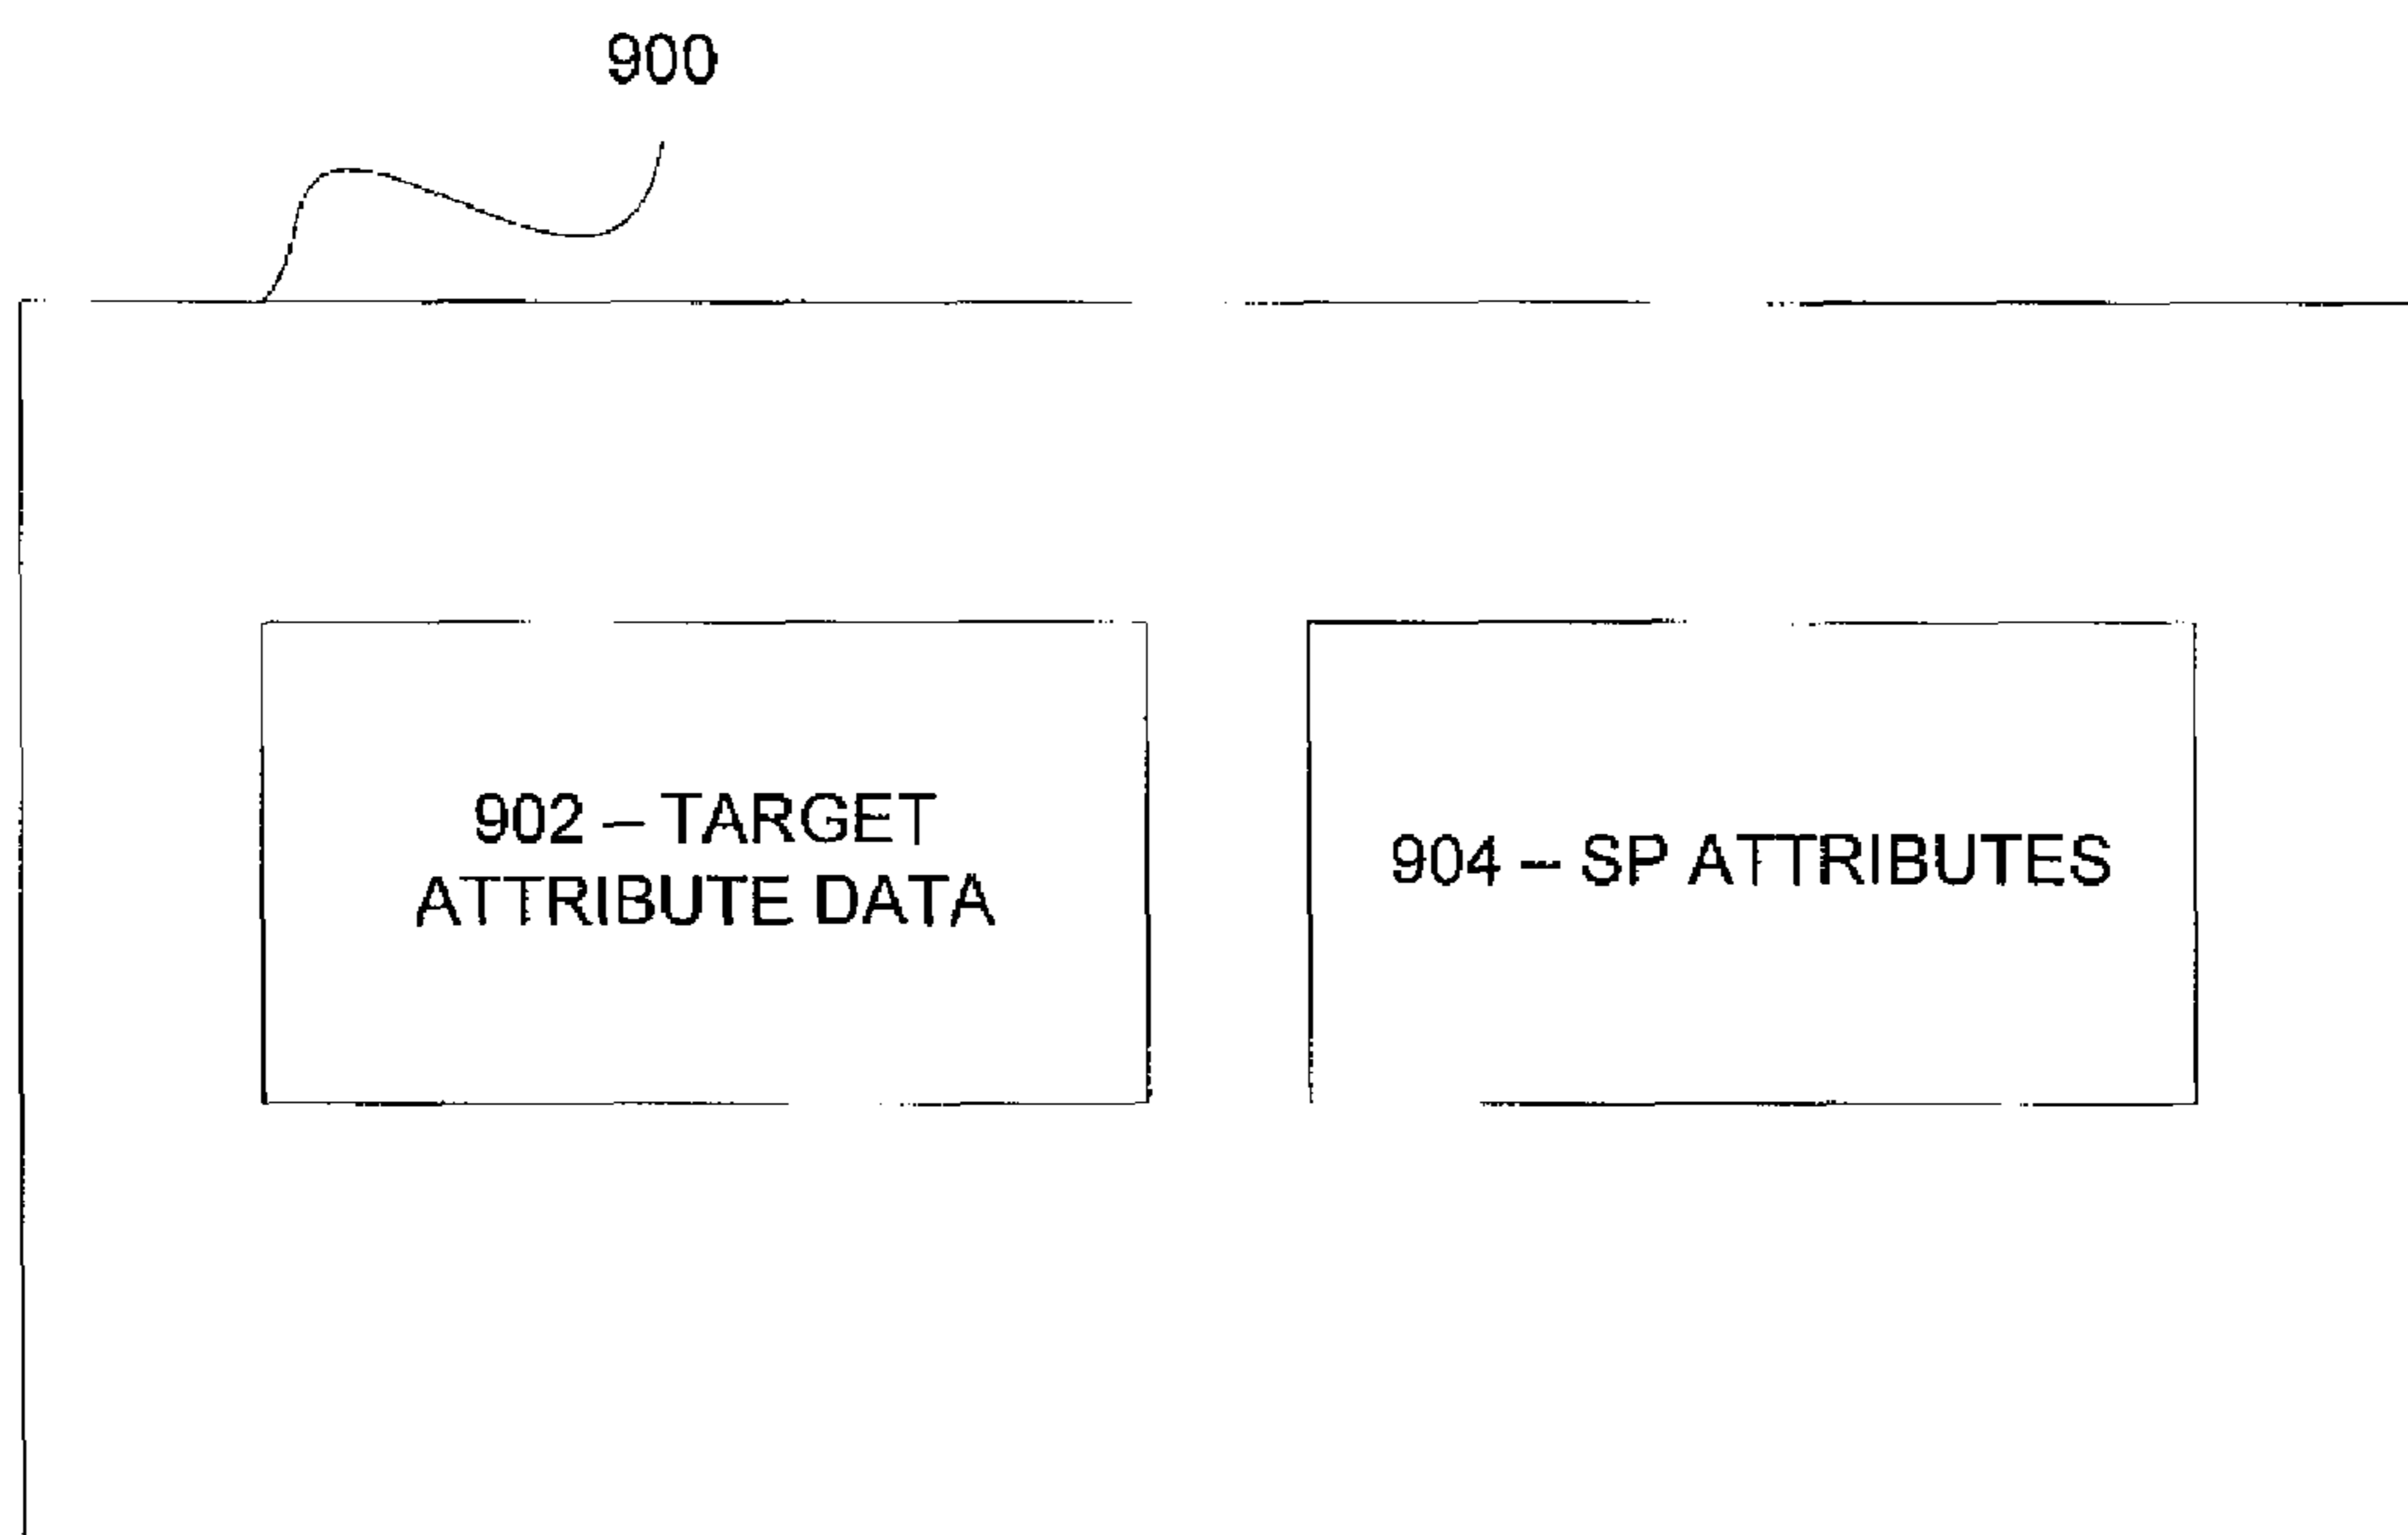 900
902 – TARGET
ATTRIBUTE DATA
904 – SP ATTRIBUTES